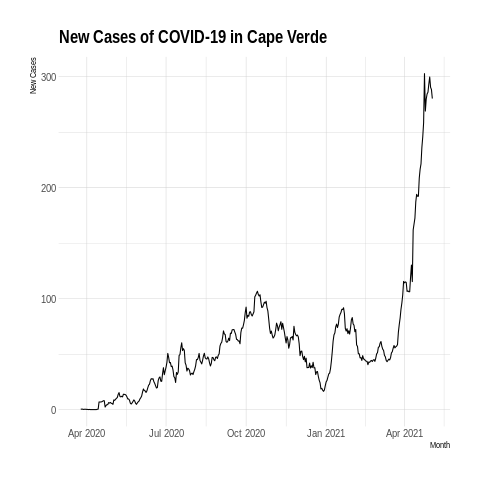 New Cases of COVID-19 in Cape Verde
New Cases
300
200
100
0
Apr 2020
Jul 2020
Oct 2020
Jan 2021
Apr 2021
Month